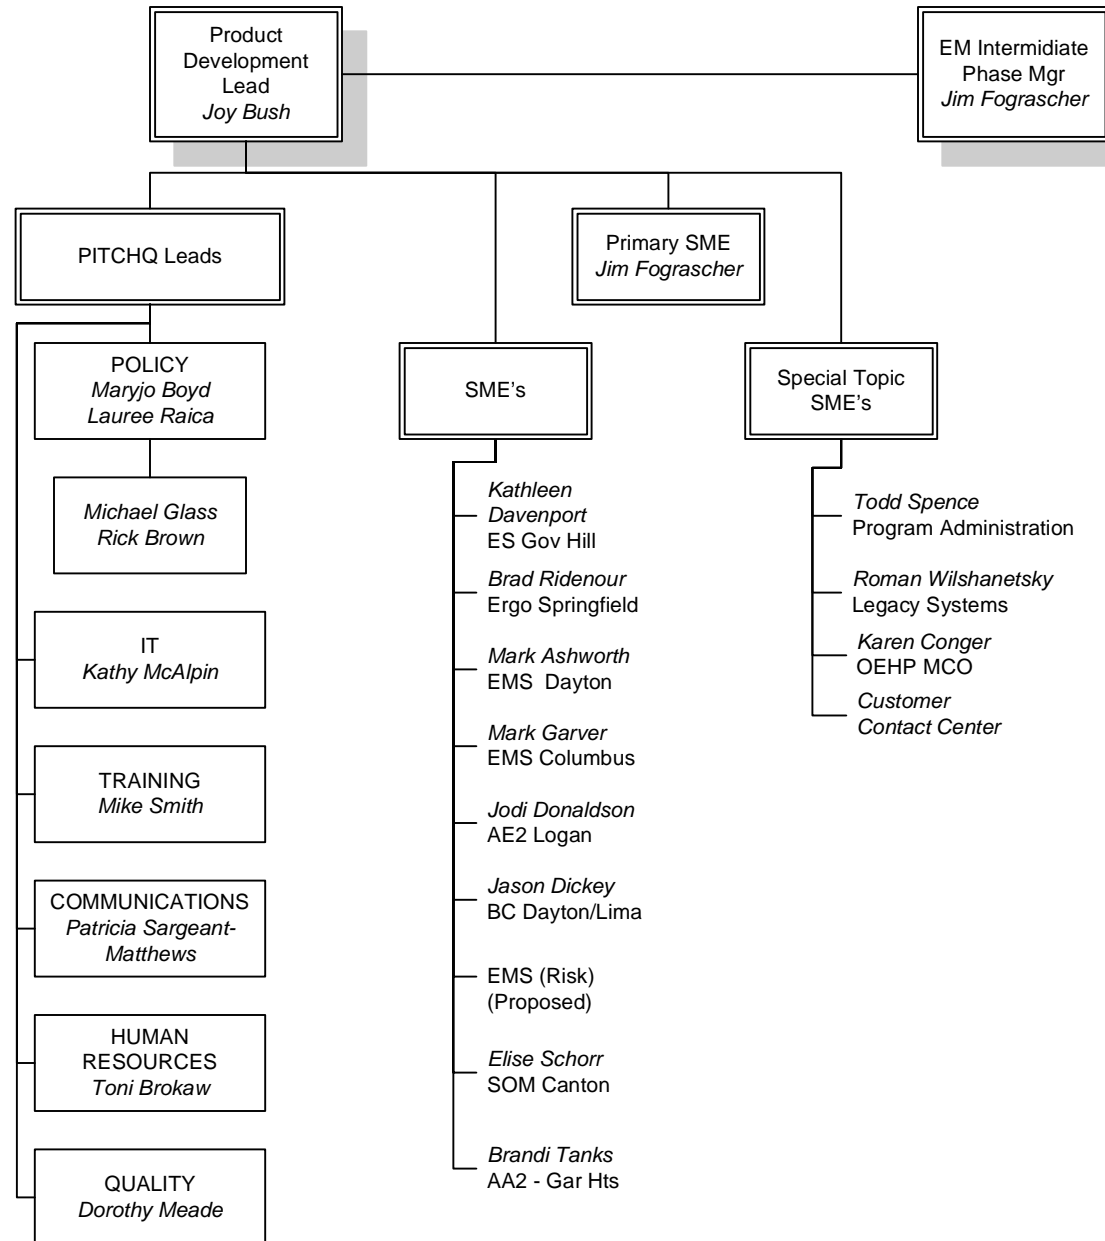 Product
Development
Lead
Joy Bush
EM Intermidiate
Phase Mgr
Jim Fograscher
PITCHQ Leads
Primary SME
Jim Fograscher
POLICY
Maryjo Boyd
Lauree Raica
Michael Glass
Rick Brown
IT
Kathy McAlpin
TRAINING
Mike Smith
COMMUNICATIONS
Patricia Sargeant-
Matthews
HUMAN
RESOURCES
Toni Brokaw
QUALITY
Dorothy Meade
SME's
Kathleen
Davenport
ES Gov Hill
Brad Ridenour
Ergo Springfield
Mark Ashworth
EMS  Dayton
Mark Garver
EMS Columbus
Jodi Donaldson
AE2 Logan
Jason Dickey
BC Dayton/Lima
EMS (Risk)
(Proposed)
Elise Schorr
SOM Canton
Brandi Tanks
AA2 - Gar Hts
Special Topic
SME's
Todd Spence
Program Administration
Roman Wilshanetsky
Legacy Systems
Karen Conger
OEHP MCO
Customer
Contact Center